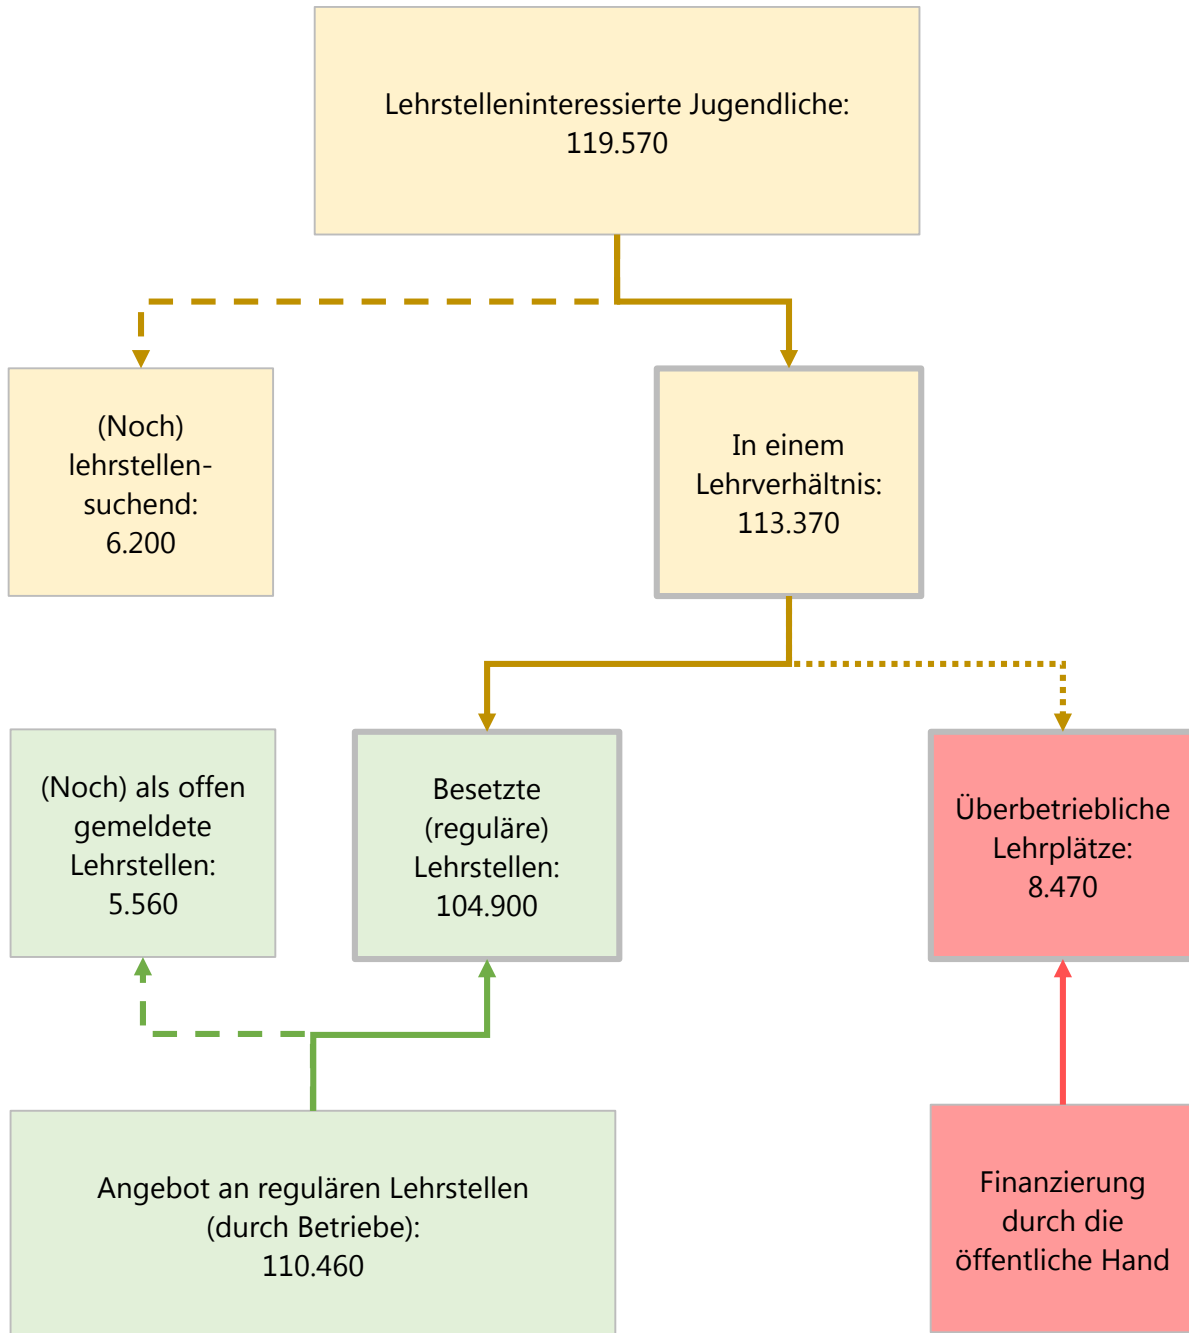 Lehrstelleninteressierte Jugendliche:
119.570
(Noch)
lehrstellen-
suchend:
6.200
In einem
Lehrverhältnis:
113.370
(Noch) als offen
gemeldete
Lehrstellen:
5.560
Besetzte
(reguläre)
Lehrstellen:
104.900
Überbetriebliche
Lehrplätze:
8.470
Angebot an regulären Lehrstellen
(durch Betriebe):
110.460
Finanzierung
durch die
öffentliche Hand